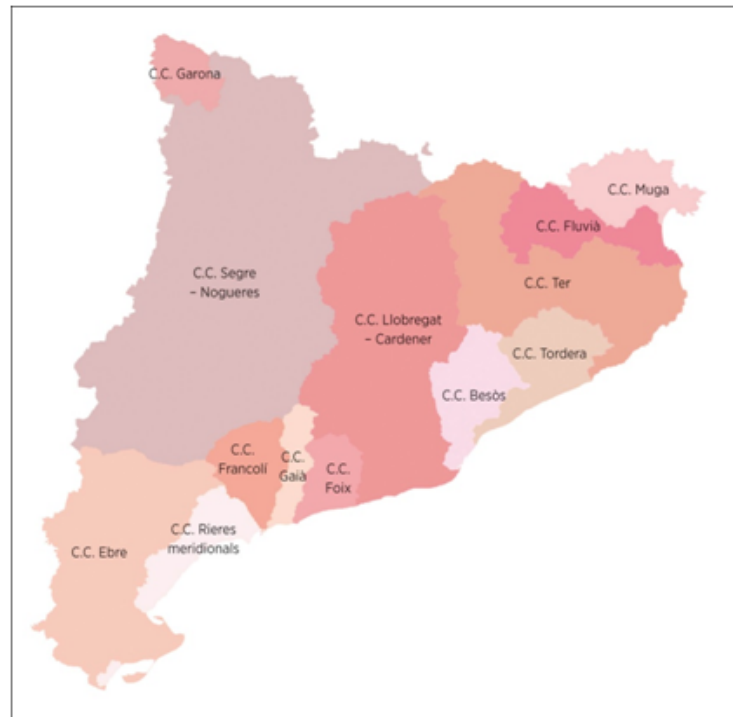 C.C. Garona
C.C. Muga
C.C. Fluvià
C.C. Segre
– Nogueres
C.C. Ter
C.C. Llobregat
– Cardener
C.C. Tordera
C.C. Besòs
C.C.
Francolí
C.C.
Gaià
C.C.
Foix
C.C. Rieres
meridionals
C.C. Ebre